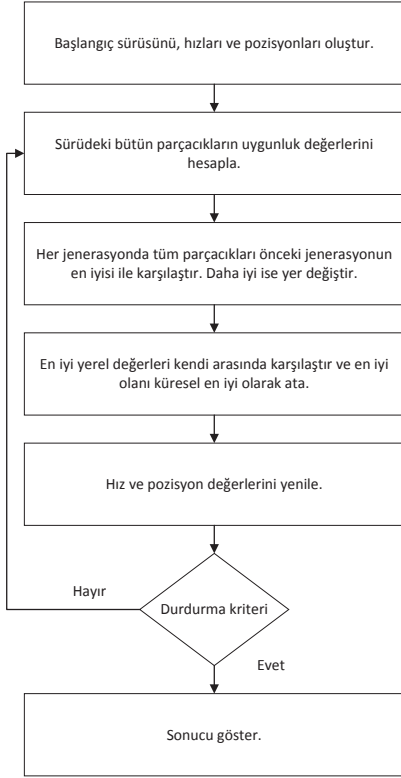 Başlangıç sürüsünü, hızları ve pozisyonları oluştur.
Sürüdeki bütün parçacıkların uygunluk değerlerini
hesapla.
Her jenerasyonda tüm parçacıkları önceki jenerasyonun
en iyisi ile karşılaştır. Daha iyi ise yer değiştir.
En iyi yerel değerleri kendi arasında karşılaştır ve en iyi
olanı küresel en iyi olarak ata.
Hız ve pozisyon değerlerini yenile.
Hayır
Durdurma kriteri
Evet
Sonucu göster.